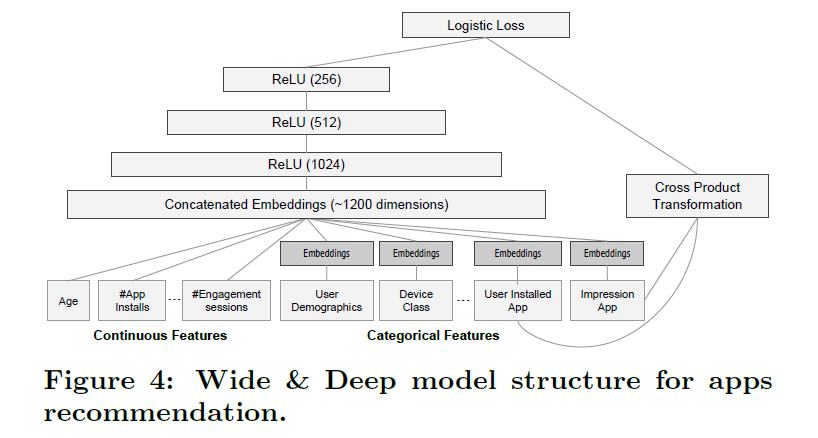 Logistic Loss
ReLU (256)
ReLU (512)
ReLU (1024)
Concatenated Embeddings (~1200 dimensions)
Cross Product
Transformation
Embeddings
Embeddings
Embeddings
Embeddings
Age
#App
Installs
...
#Engagement
sessions
User
Demographics
Device
Class
...
User Installed
App
Impression
App
Continuous Features
Categorical Features
Figure 4: Wide & Deep model structure for apps
recommendation.